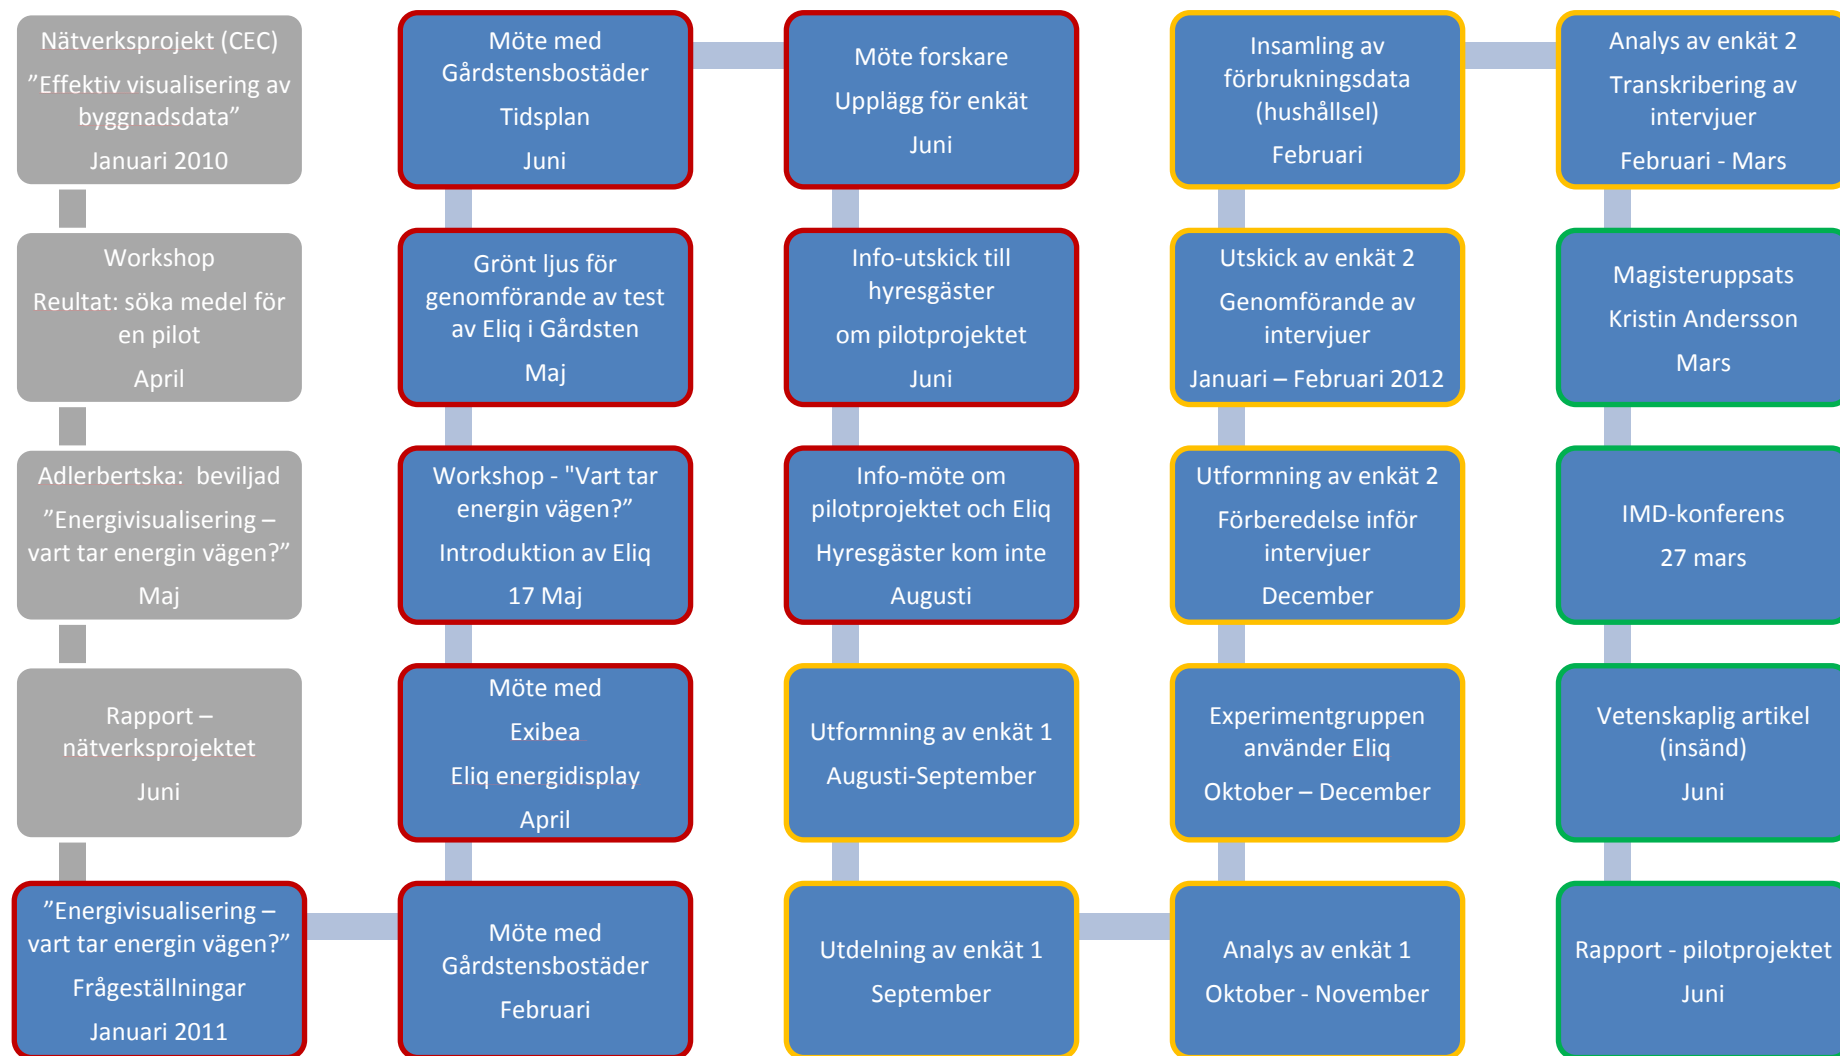 Nätverksprojekt (CEC)
”Effektiv visualisering av
byggnadsdata”
Januari 2010
Workshop
Reultat: söka medel för
en pilot
April
Adlerbertska:  beviljad
”Energivisualisering –
vart tar energin vägen?”
Maj
Rapport –
nätverksprojektet
Juni
”Energivisualisering –
vart tar energin vägen?”
Frågeställningar
Januari 2011
Möte med
Gårdstensbostäder
Februari
Möte med
Exibea
Eliq energidisplay
April
Workshop - "Vart tar
energin vägen?”
Introduktion av Eliq
17 Maj
Grönt ljus för
genomförande av test
av Eliq i Gårdsten
Maj
Möte med
Gårdstensbostäder
Tidsplan
Juni
Möte forskare
Upplägg för enkät
Juni
Info-utskick till
hyresgäster
om pilotprojektet
Juni
Info-möte om
pilotprojektet och Eliq
Hyresgäster kom inte
Augusti
Utformning av enkät 1
Augusti-September
Utdelning av enkät 1
September
Analys av enkät 1
Oktober - November
Experimentgruppen
använder Eliq
Oktober – December
Utformning av enkät 2
Förberedelse inför
intervjuer
December
Utskick av enkät 2
Genomförande av
intervjuer
Januari – Februari 2012
Insamling av
förbrukningsdata
(hushållsel)
Februari
Analys av enkät 2
Transkribering av
intervjuer
Februari - Mars
Magisteruppsats
Kristin Andersson
Mars
IMD-konferens
27 mars
Vetenskaplig artikel
(insänd)
Juni
Rapport - pilotprojektet
Juni